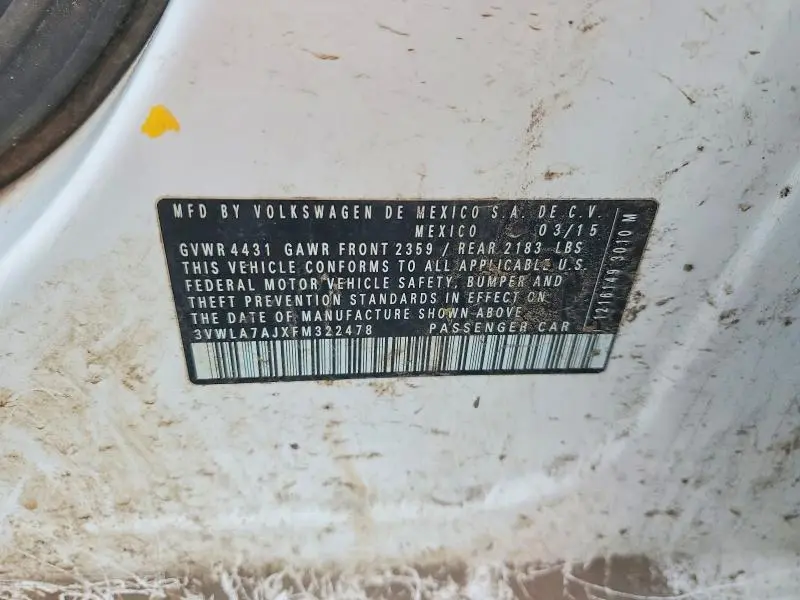 MFD BY VOLKSWAGEN DE MEXICO S.A. DE C.V.
MEXICO 03/15
GVWR 4431 GAWR FRONT 2359 / REAR 2183 LBS
THIS VEHICLE CONFORMS TO ALL APPLICABLE U.S.
FEDERAL MOTOR VEHICLE SAFETY, BUMPER AND
THEFT PREVENTION STANDARDS IN EFFECT ON
THE DATE OF MANUFACTURE SHOWN ABOVE
3VWLA7AJXFM322478 PASSENGER CAR
1216149 3010 M